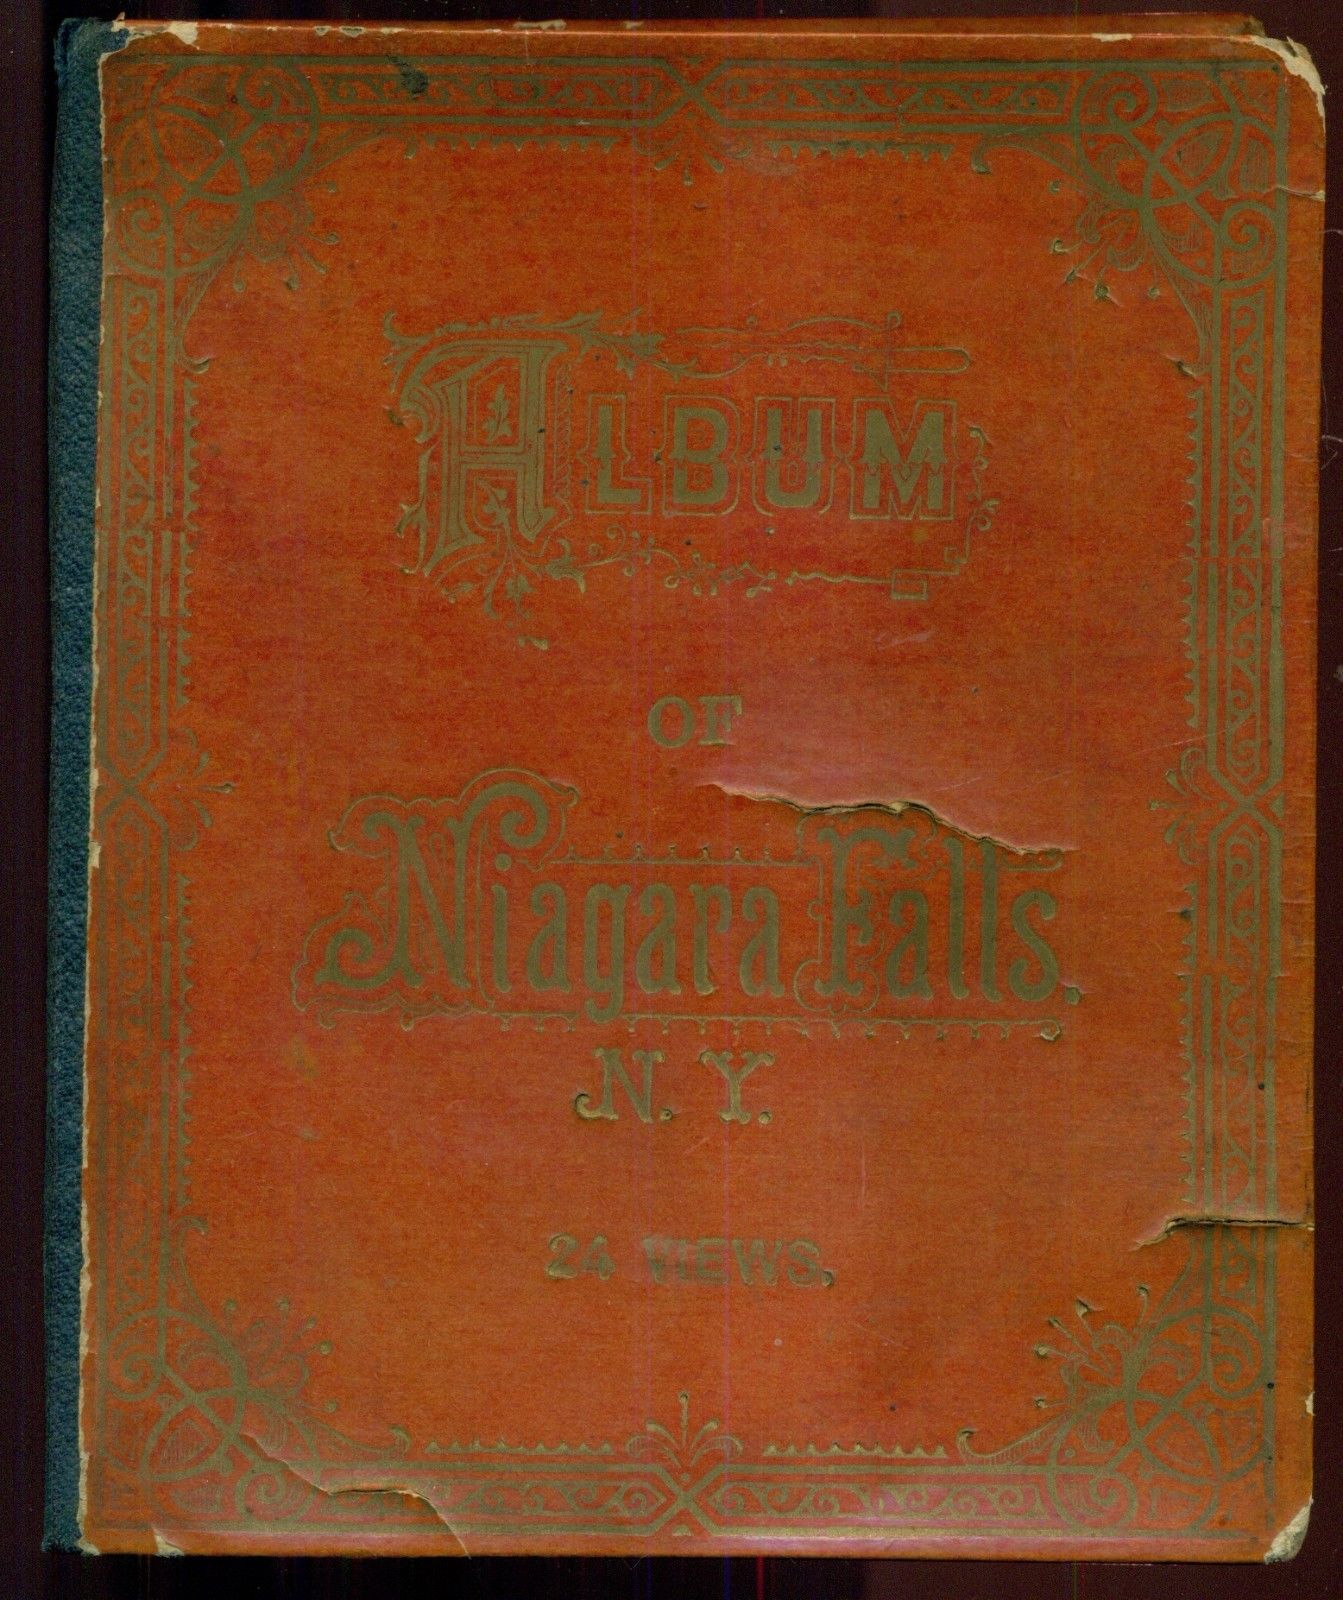 ALBUM
OF
Niagara Falls.
N. Y.
24 VIEWS.